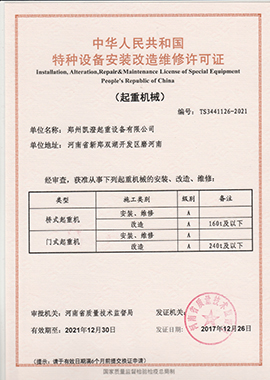 中华人民共和国
特种设备安装改造维修许可证
Installation, Alteration,Repair&Maintenance License of Special Equipment
People's Republic of China
(起重机械)
编号: TS3441126-2021
单位名称: 郑州凯澄起重设备有限公司
单位地址: 河南省新郑双湖开发区磨河南
经审查, 获准从事下列起重机械的安装、改造、维修:
类型 施工类别 级别 备注
桥式起重机 安装、维修 A
改造 A 160t及以下
门式起重机 安装、维修 A
改造 A 240t及以下
审批机关: 河南省质量技术监督局 发证机关:
有效期至: 2021年12月30日 发证日期: 2017年12月26日
(提示: 请于有效日期满6个月前提交换证申请)
国家质量监督检验检疫总局制